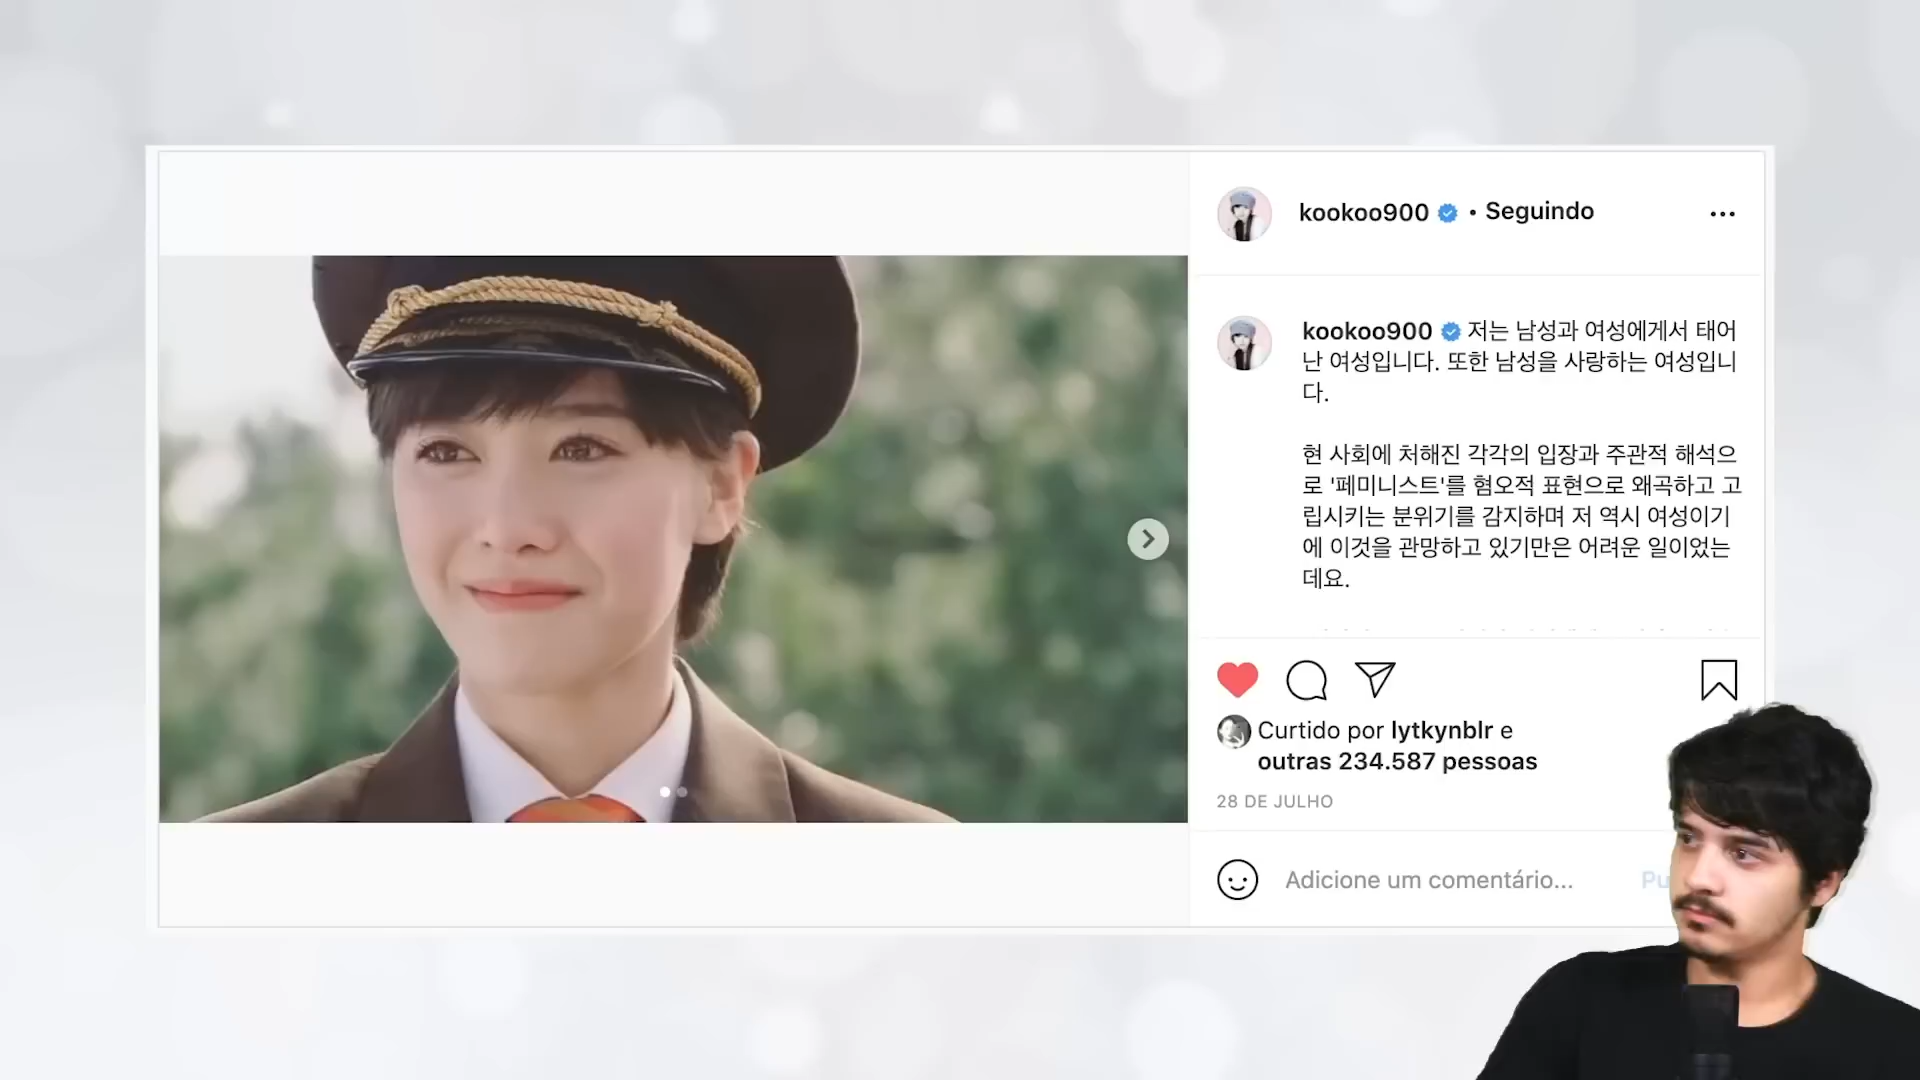 kookoo900 • Seguindo
kookoo900 저는 남성과 여성에게서 태어
난 여성입니다. 또한 남성을 사랑하는 여성입니
다.
현 사회에 처해진 각각의 입장과 주관적 해석으
로 '페미니스트'를 혐오적 표현으로 왜곡하고 고
립시키는 분위기를 감지하며 저 역시 여성이기
에 이것을 관망하고 있기만은 어려운 일이었는
데요.
Curtido por lytkynblr e
outras 234.587 pessoas
28 DE JULHO
Adicione um comentário...